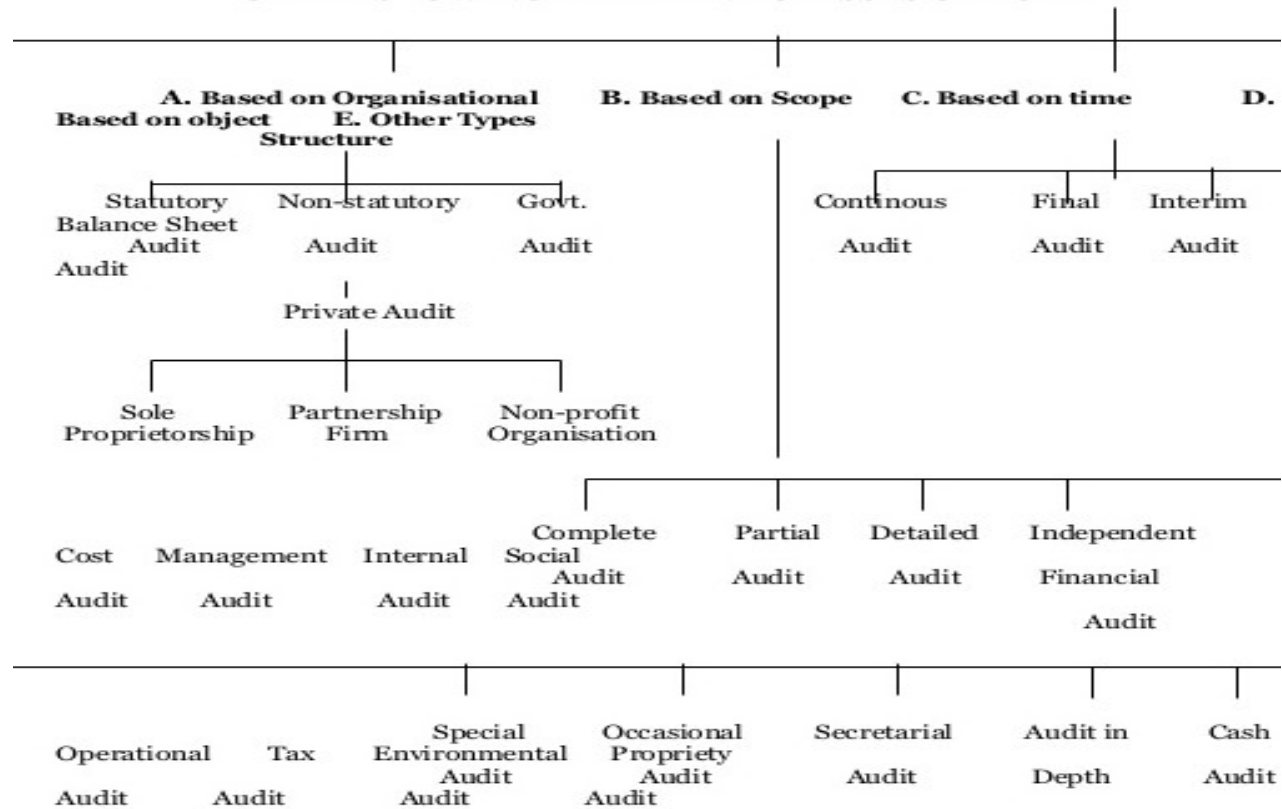 A. Based on Organisational B. Based on Scope C. Based on time D.
Based on object E. Other Types
Structure
Statutory Non-statutory Govt. Continous Final Interim
Balance Sheet
Audit Audit Audit Audit Audit Audit
Audit
Private Audit
Sole Partnership Non-profit
Proprietorship Firm Organisation
Complete Partial Detailed Independent
Cost Management Internal Social
Audit Audit Audit Financial
Audit Audit Audit Audit
Audit
Special Occasional Secretarial Audit in Cash
Operational Tax Environmental Propriety
Audit Audit Audit Depth Audit
Audit Audit Audit Audit